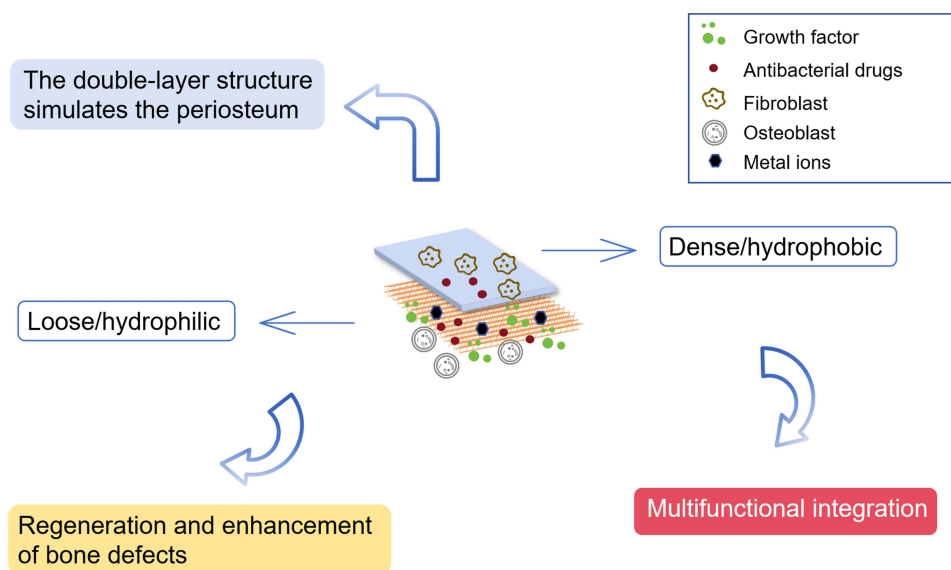 The double-layer structure
simulates the periosteum
Growth factor
Antibacterial drugs
Fibroblast
Osteoblast
Metal ions
Dense/hydrophobic
Loose/hydrophilic
Regeneration and enhancement
of bone defects
Multifunctional integration